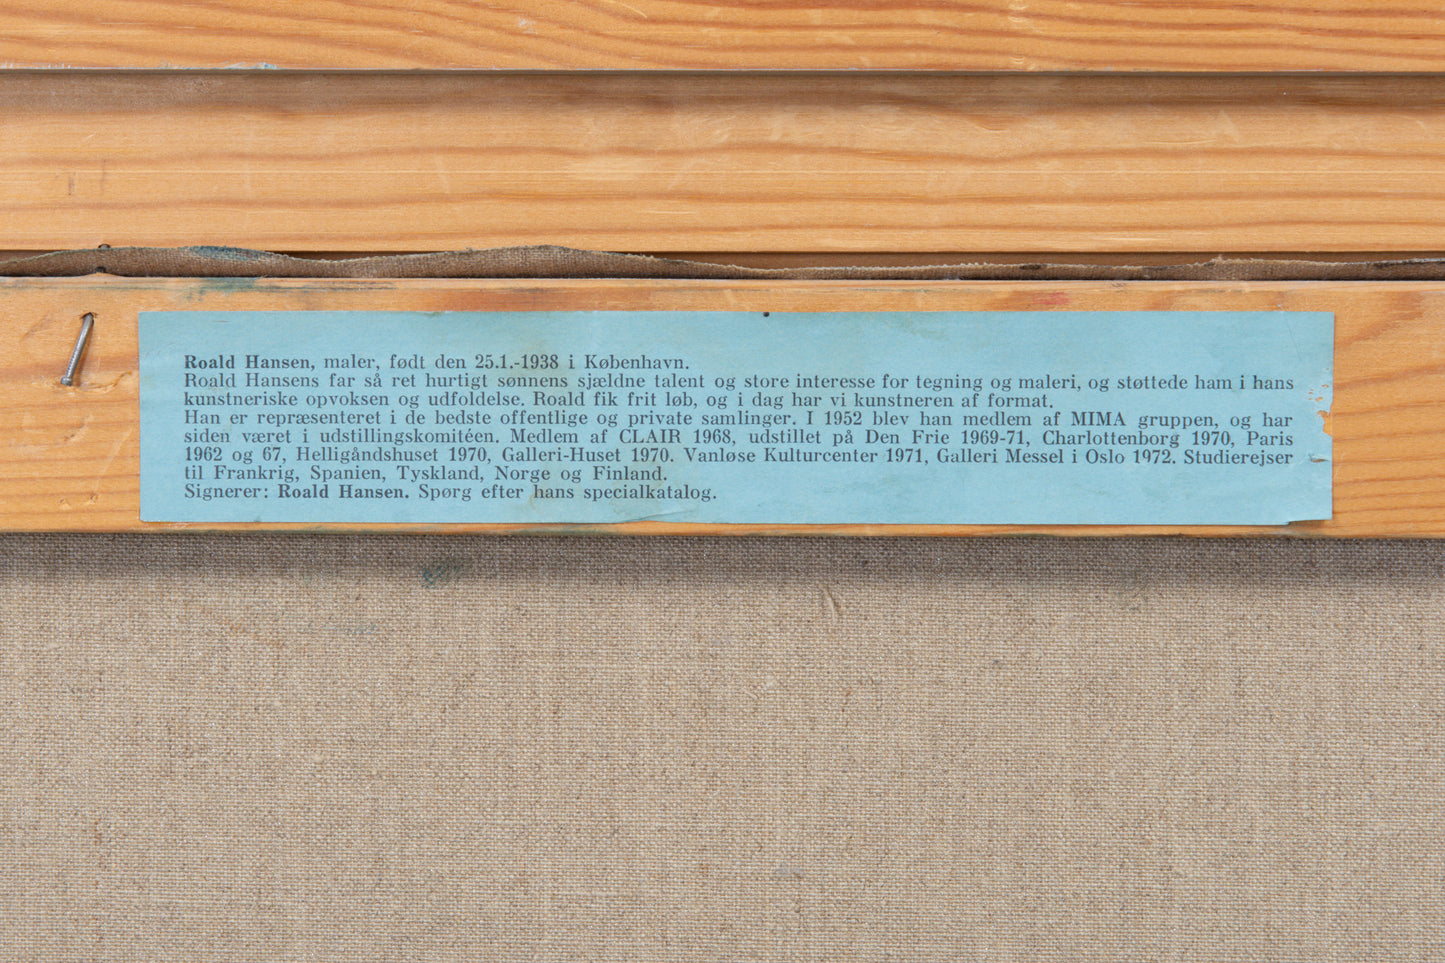 Roald Hansen, maler, født den 25.1.-1938 i København.
Roald Hansens far så ret hurtigt sønnens sjældne talent og store interesse for tegning og maleri, og støttede ham i hans
kunstneriske opvoksen og udfoldelse. Roald fik frit løb, og i dag har vi kunstneren af format.
Han er repræsenteret i de bedste offentlige og private samlinger. I 1952 blev han medlem af MIMA gruppen, og har
siden været i udstillingskomitéen. Medlem af CLAIR 1968, udstillet på Den Frie 1969-71, Charlottenborg 1970, Paris
1962 og 67, Helligåndshuset 1970, Galleri-Huset 1970. Vanløse Kulturcenter 1971, Galleri Messel i Oslo 1972. Studierejser
til Frankrig, Spanien, Tyskland, Norge og Finland.
Signerer: Roald Hansen. Spørg efter hans specialkatalog.